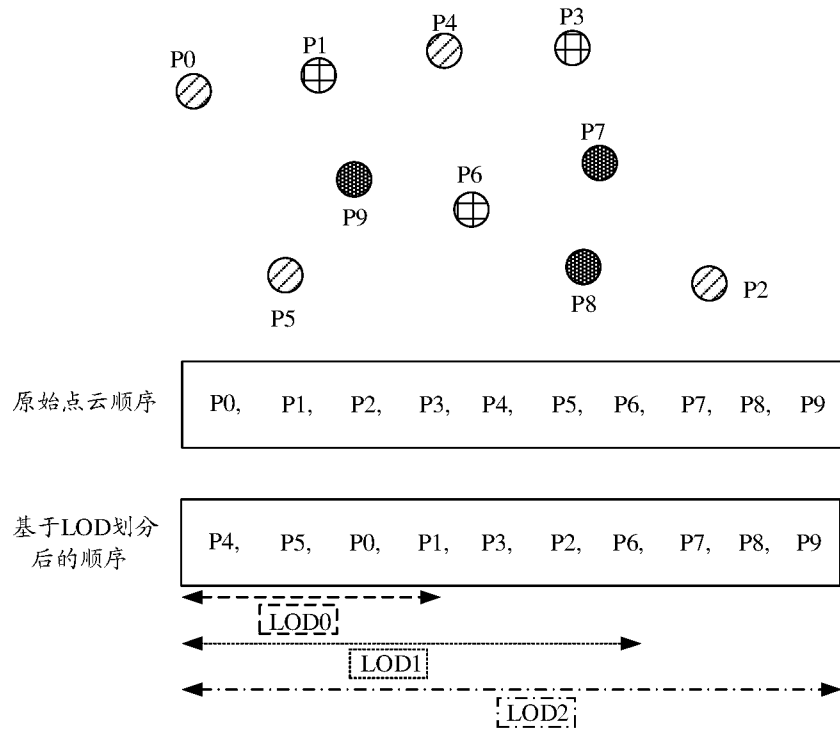 P4
P3
P1
P0
P7
P6
P9
P2
P8
P5
原始点云顺序
P0, P1, P2, P3, P4, P5, P6, P7, P8, P9
基于LOD划分
后的顺序
P4, P5, P0, P1, P3, P2, P6, P7, P8, P9
LOD0
LOD1
LOD2